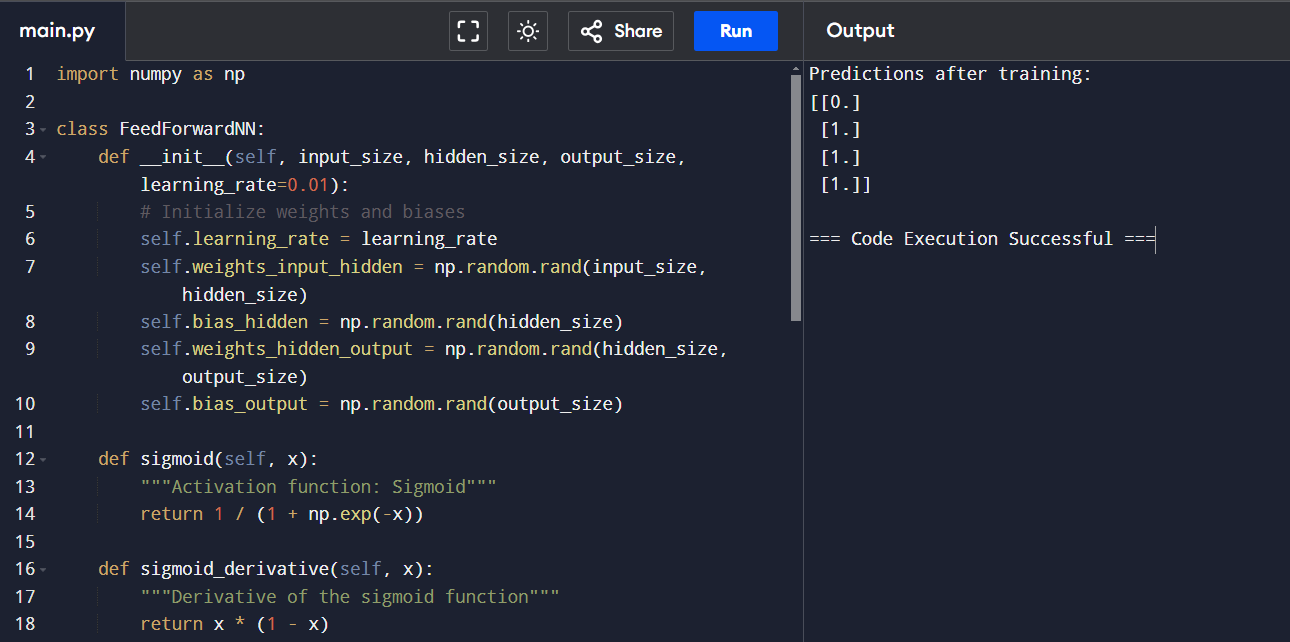 main.py
Share
Run
Output
1 import numpy as np
2
3 class FeedForwardNN:
4     def __init__(self, input_size, hidden_size, output_size,
            learning_rate=0.01):
5         # Initialize weights and biases
6         self.learning_rate = learning_rate
7         self.weights_input_hidden = np.random.rand(input_size,
                hidden_size)
8         self.bias_hidden = np.random.rand(hidden_size)
9         self.weights_hidden_output = np.random.rand(hidden_size,
                output_size)
10         self.bias_output = np.random.rand(output_size)
11
12     def sigmoid(self, x):
13         """Activation function: Sigmoid"""
14         return 1 / (1 + np.exp(-x))
15
16     def sigmoid_derivative(self, x):
17         """Derivative of the sigmoid function"""
18         return x * (1 - x)
Predictions after training:
[[0.]
 [1.]
 [1.]
 [1.]]
=== Code Execution Successful ===